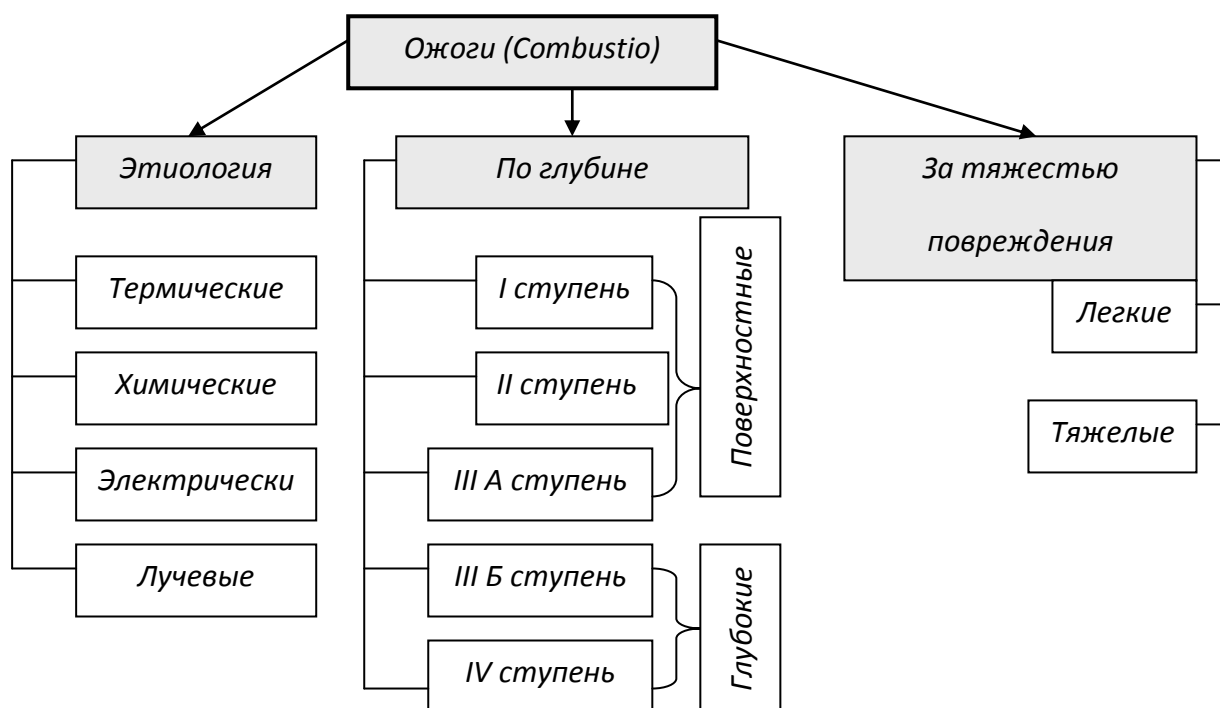 Ожоги (Combustio)
Этиология
По глубине
За тяжестью
повреждения
Термические
Химические
Электрически
Лучевые
I ступень
II ступень
III А ступень
III Б ступень
IV ступень
Поверхностные
Глубокие
Легкие
Тяжелые